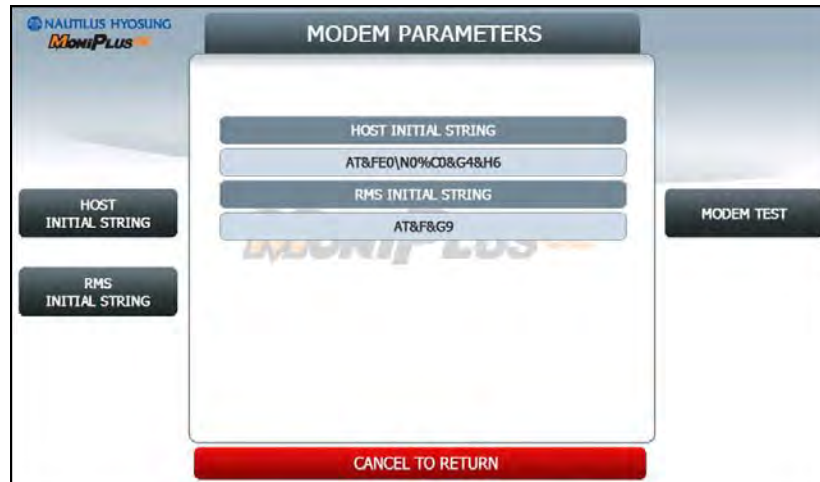 NAUTILUS HYOSUNG
MONIPLUS
MODEM PARAMETERS
HOST INITIAL STRING
AT&FE0\N0%C0&G4&H6
RMS INITIAL STRING
AT&F&G9
HOST
INITIAL STRING
RMS
INITIAL STRING
MODEM TEST
CANCEL TO RETURN